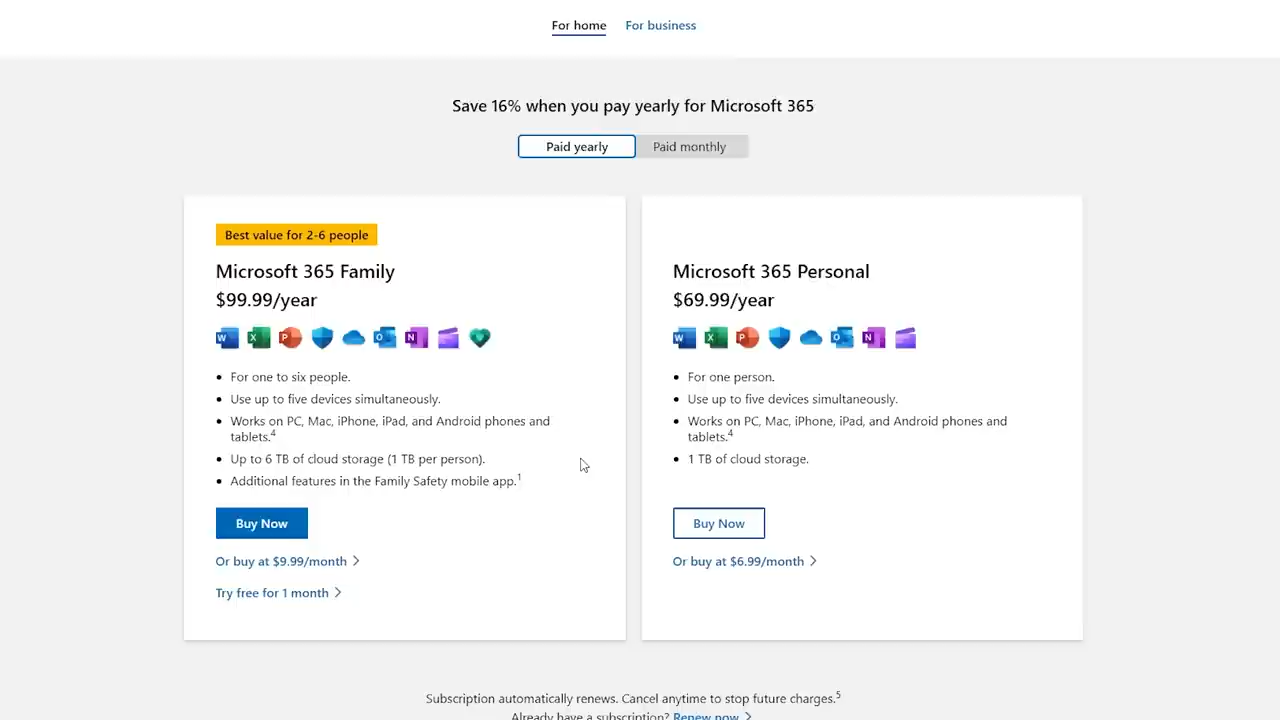 For home
For business
Save 16% when you pay yearly for Microsoft 365
Paid yearly
Paid monthly
Best value for 2-6 people
Microsoft 365 Family
$99.99/year
W X P O N
• For one to six people.
• Use up to five devices simultaneously.
• Works on PC, Mac, iPhone, iPad, and Android phones and
tablets.4
• Up to 6 TB of cloud storage (1 TB per person).
• Additional features in the Family Safety mobile app.1
Buy Now
Or buy at $9.99/month >
Try free for 1 month >
Microsoft 365 Personal
$69.99/year
W X P O N
• For one person.
• Use up to five devices simultaneously.
• Works on PC, Mac, iPhone, iPad, and Android phones and
tablets.4
• 1 TB of cloud storage.
Buy Now
Or buy at $6.99/month >
Subscription automatically renews. Cancel anytime to stop future charges.5
Already have a subscription? Renew now >